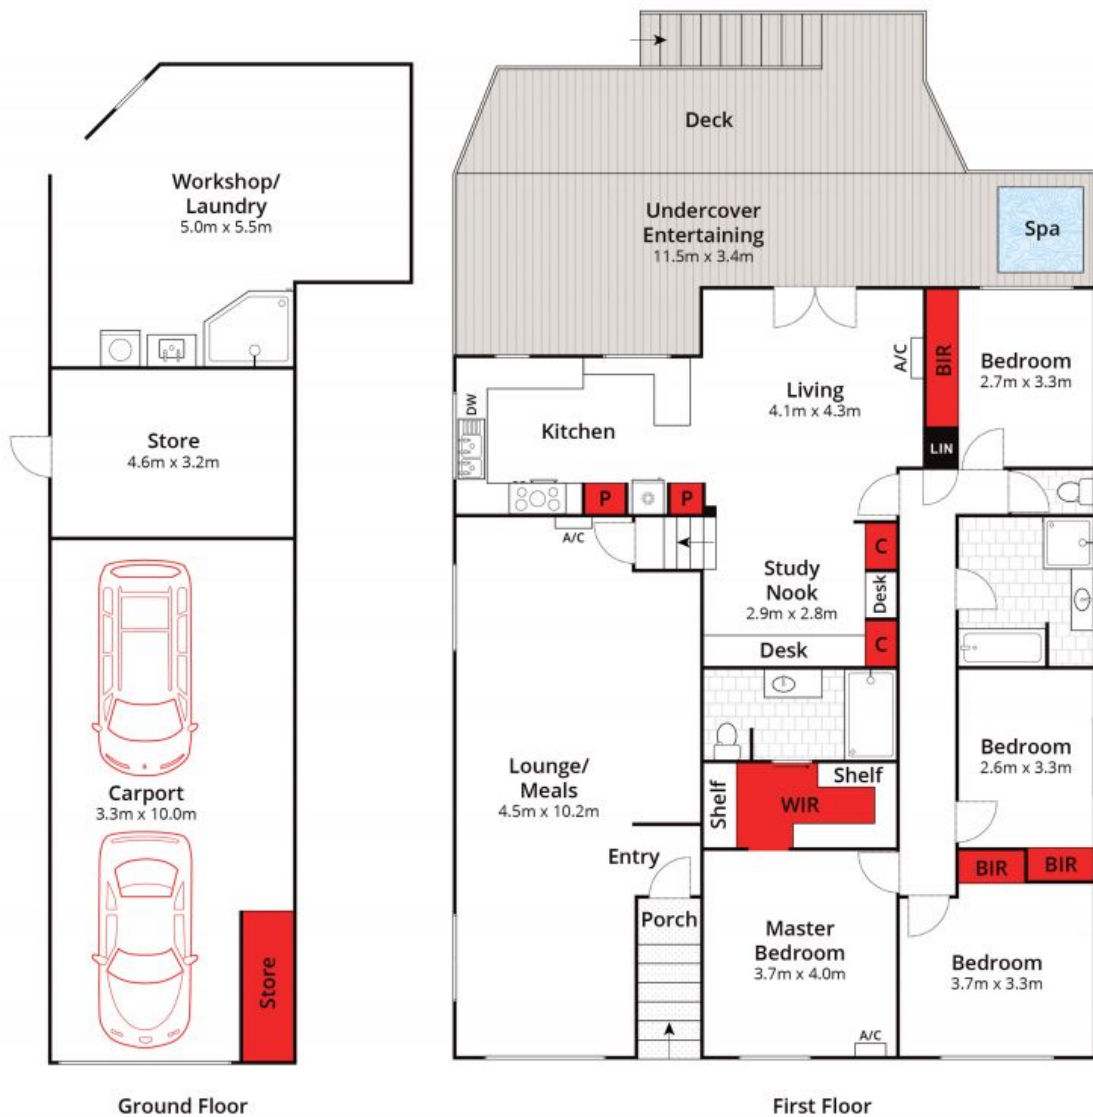 Workshop/
Laundry
5.0m x 5.5m
Store
4.6m x 3.2m
Carport
3.3m x 10.0m
Store
Ground Floor
Deck
Undercover
Entertaining
11.5m x 3.4m
Spa
A/C
BIR
Bedroom
2.7m x 3.3m
Living
4.1m x 4.3m
DW
Kitchen
LIN
P
P
A/C
C
Study
Nook
2.9m x 2.8m
Desk
C
Desk
Lounge/
Meals
4.5m x 10.2m
Shelf
Shelf
WIR
Bedroom
2.6m x 3.3m
Entry
BIR
BIR
Porch
Master
Bedroom
3.7m x 4.0m
Bedroom
3.7m x 3.3m
A/C
First Floor